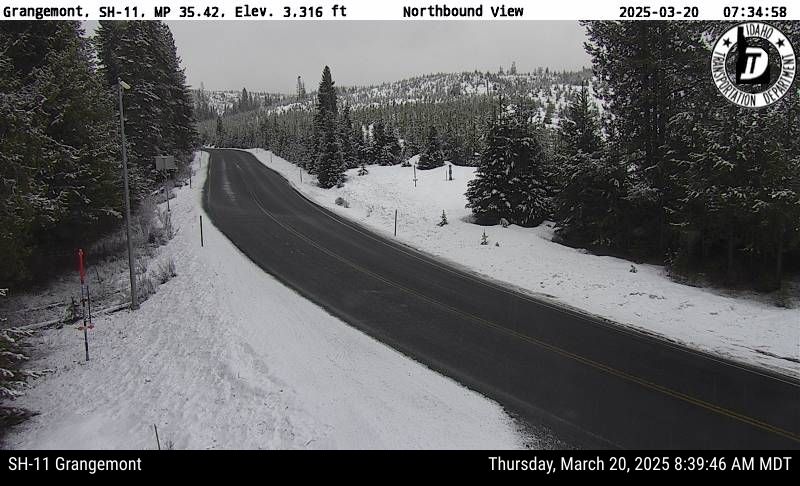 Grangemont, SH-11, MP 35.42, Elev. 3,316 ft Northbound View 2025-03-20 07:34:58
IDAHO
TRANSPORTATION DEPARTMENT
SH-11 Grangemont Thursday, March 20, 2025 8:39:46 AM MDT